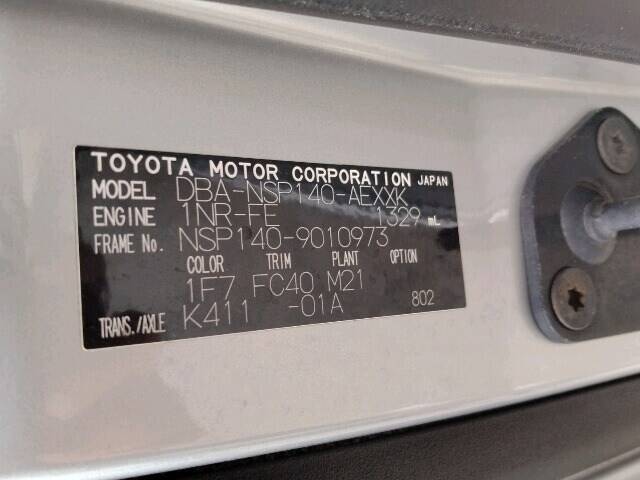 TOYOTA MOTOR CORPORATION JAPAN
MODEL DBA-NSP140-AEXXK
ENGINE 1NR-FE 1329 mL
FRAME No. NSP140-9010973
COLOR TRIM PLANT OPTION
1F7 FC40 M21
TRANS./AXLE K411 -01A 802